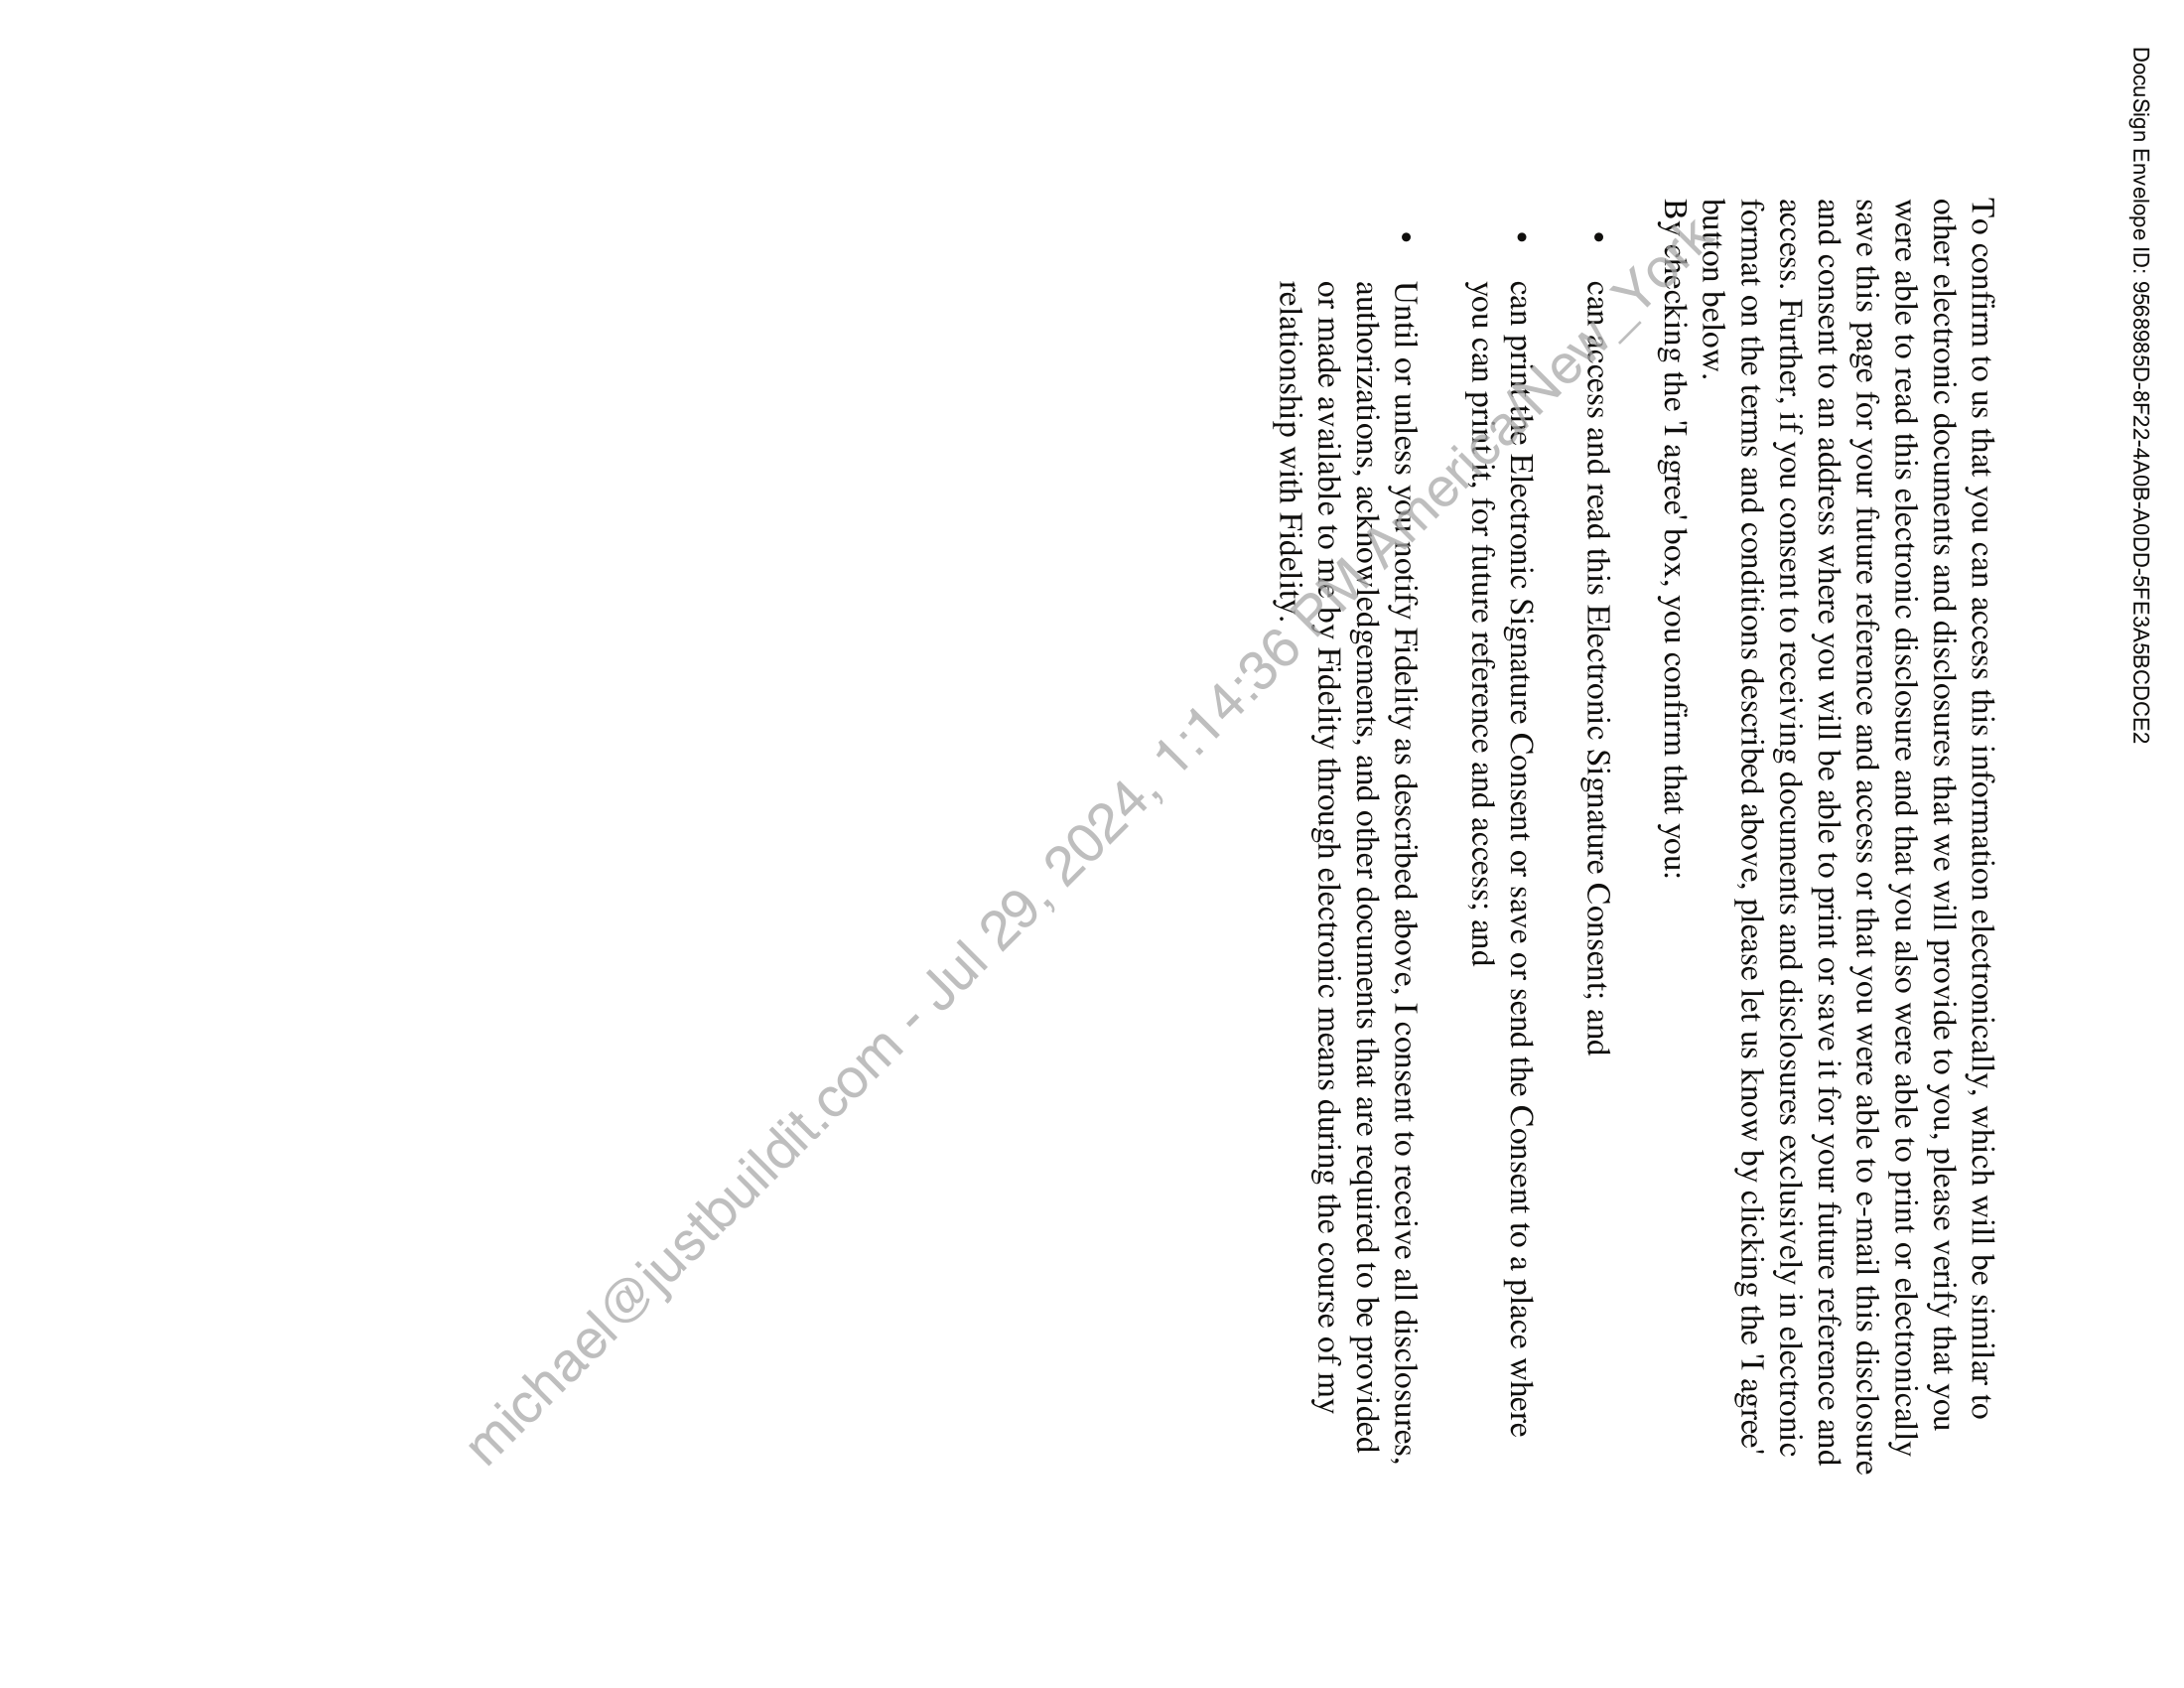 DocuSign Envelope ID: 9568985D-8F22-4A0B-A0DD-5FE3A5BCDCE2
To confirm to us that you can access this information electronically, which will be similar to
other electronic documents and disclosures that we will provide to you, please verify that you
were able to read this electronic disclosure and that you also were able to print or electronically
save this page for your future reference and access or that you were able to e-mail this disclosure
and consent to an address where you will be able to print or save it for your future reference and
access. Further, if you consent to receiving documents and disclosures exclusively in electronic
format on the terms and conditions described above, please let us know by clicking the 'I agree'
button below.
By checking the 'I agree' box, you confirm that you:
• can access and read this Electronic Signature Consent; and
• can print the Electronic Signature Consent or save or send the Consent to a place where
you can print it, for future reference and access; and
• Until or unless you notify Fidelity as described above, I consent to receive all disclosures,
authorizations, acknowledgements, and other documents that are required to be provided
or made available to me by Fidelity through electronic means during the course of my
relationship with Fidelity.
michael@justbuildit.com - Jul 29, 2024, 1:14:36 PM America/New_York